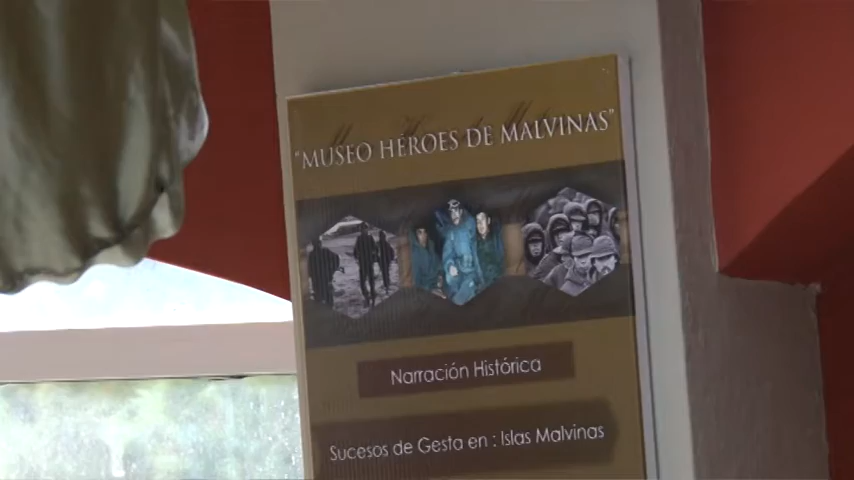 "MUSEO HÉROES DE MALVINAS"
Narración Histórica
Sucesos de Gesta en : Islas Malvinas